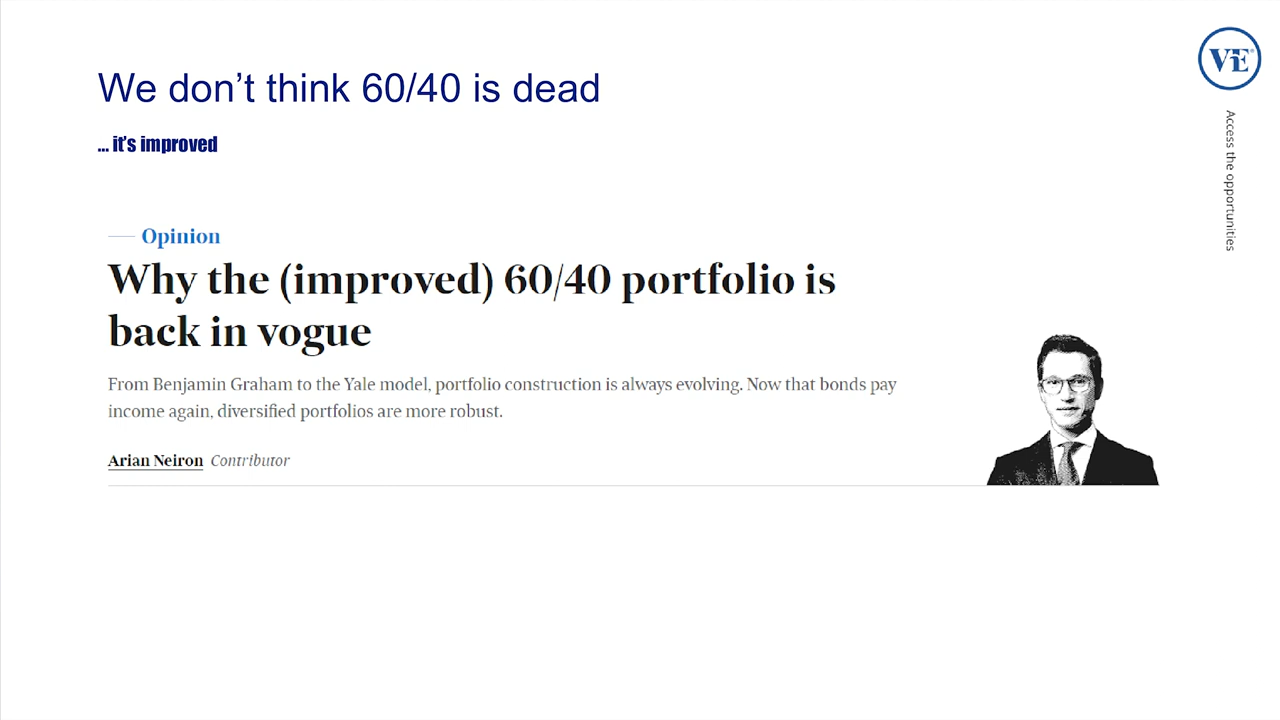 We don’t think 60/40 is dead
... it’s improved
Opinion
Why the (improved) 60/40 portfolio is
back in vogue
From Benjamin Graham to the Yale model, portfolio construction is always evolving. Now that bonds pay
income again, diversified portfolios are more robust.
Arian Neiron Contributor
Access the opportunities